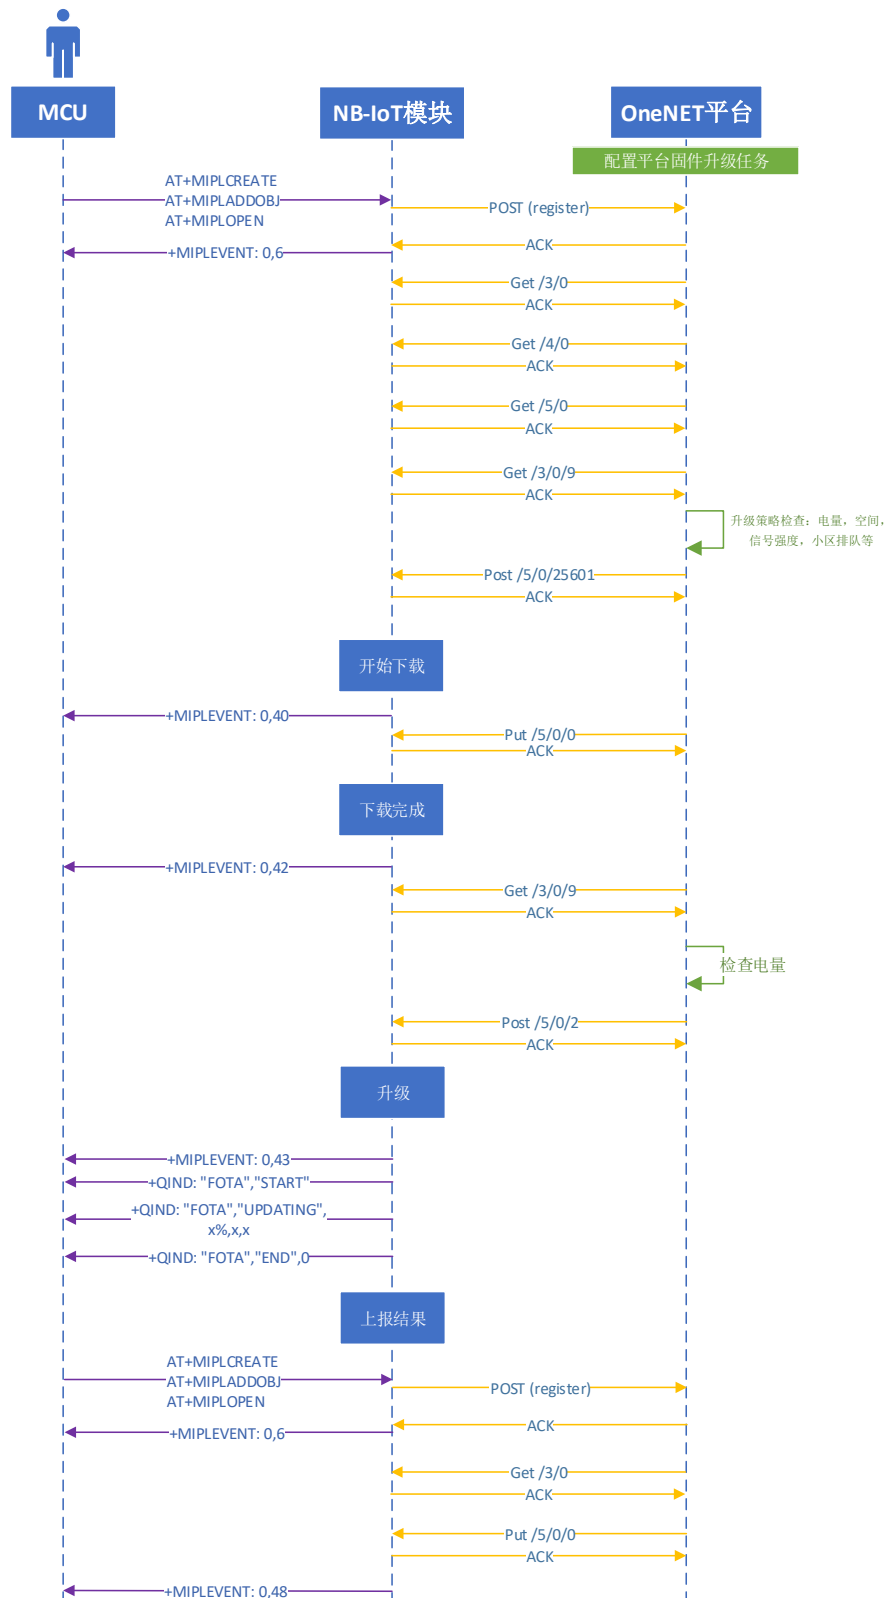 MCU
NB-IoT模块
OneNET平台
配置平台固件升级任务
AT+MIPLCREATE
AT+MIPLADDOBJ
AT+MIPLOPEN
POST (register)
ACK
+MIPLEVENT: 0,6
Get /3/0
ACK
Get /4/0
ACK
Get /5/0
ACK
Get /3/0/9
ACK
升级策略检查：电量，空间，
信号强度，小区排队等
Post /5/0/25601
ACK
开始下载
+MIPLEVENT: 0,40
Put /5/0/0
ACK
下载完成
+MIPLEVENT: 0,42
Get /3/0/9
ACK
检查电量
Post /5/0/2
ACK
升级
+MIPLEVENT: 0,43
+QIND: "FOTA","START"
+QIND: "FOTA","UPDATING",
x%,x,x
+QIND: "FOTA","END",0
上报结果
AT+MIPLCREATE
AT+MIPLADDOBJ
AT+MIPLOPEN
POST (register)
ACK
+MIPLEVENT: 0,6
Get /3/0
ACK
Put /5/0/0
ACK
+MIPLEVENT: 0,48